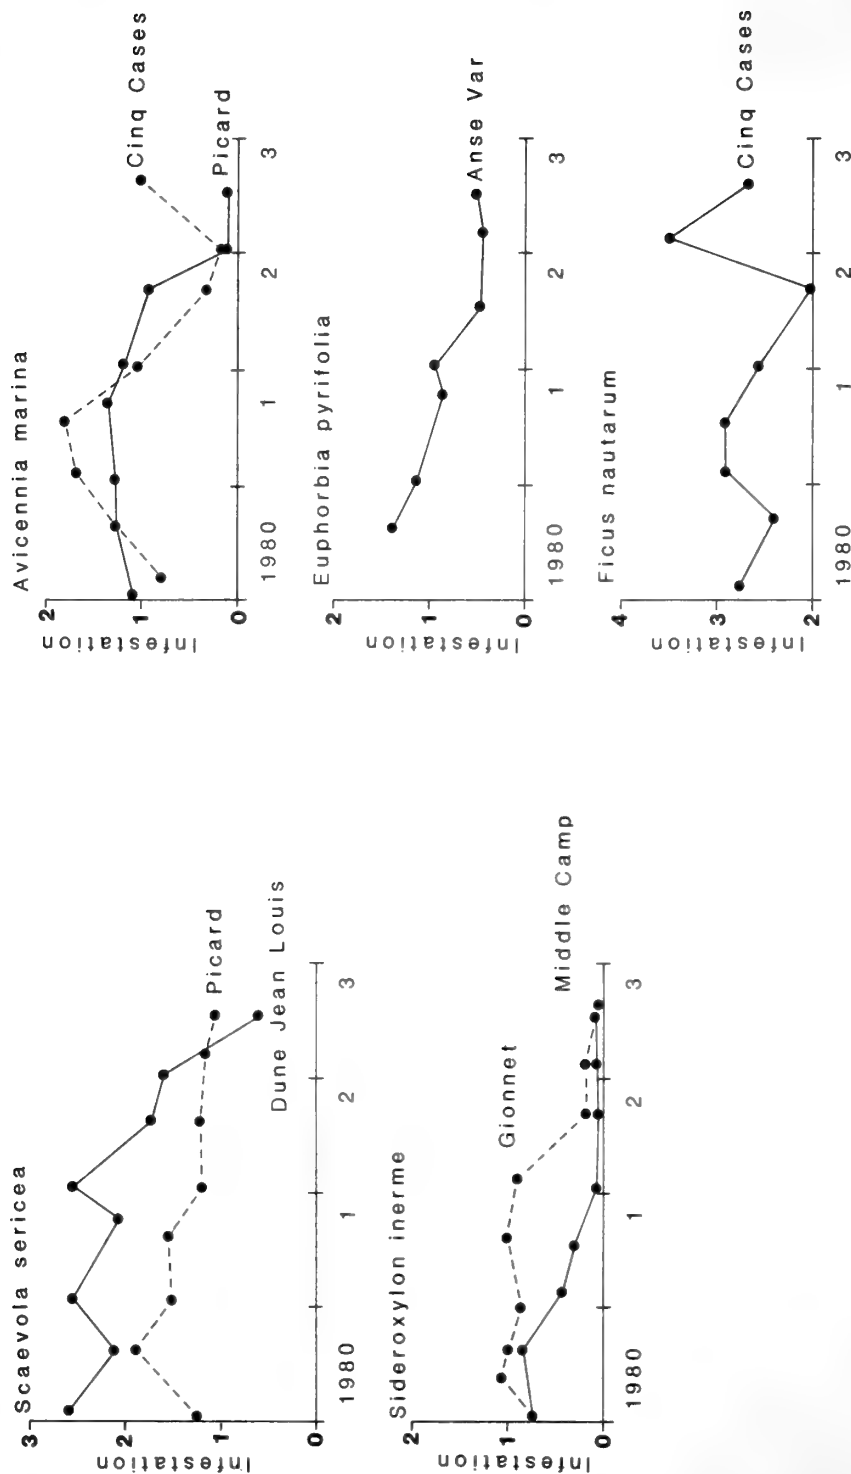 Scaevola sericea
3
2
1
0
Infestation
1980
1
2
3
Picard
Dune Jean Louis
Sideroxylon inerme
2
1
0
Infestation
1980
1
2
3
Gionnet
Middle Camp
Avicennia marina
2
1
0
Infestation
1980
1
2
3
Cinq Cases
Picard
Euphorbia pyrifolia
2
1
0
Infestation
1980
1
2
3
Anse Var
Ficus nautarum
4
3
2
Infestation
1980
1
2
3
Cinq Cases